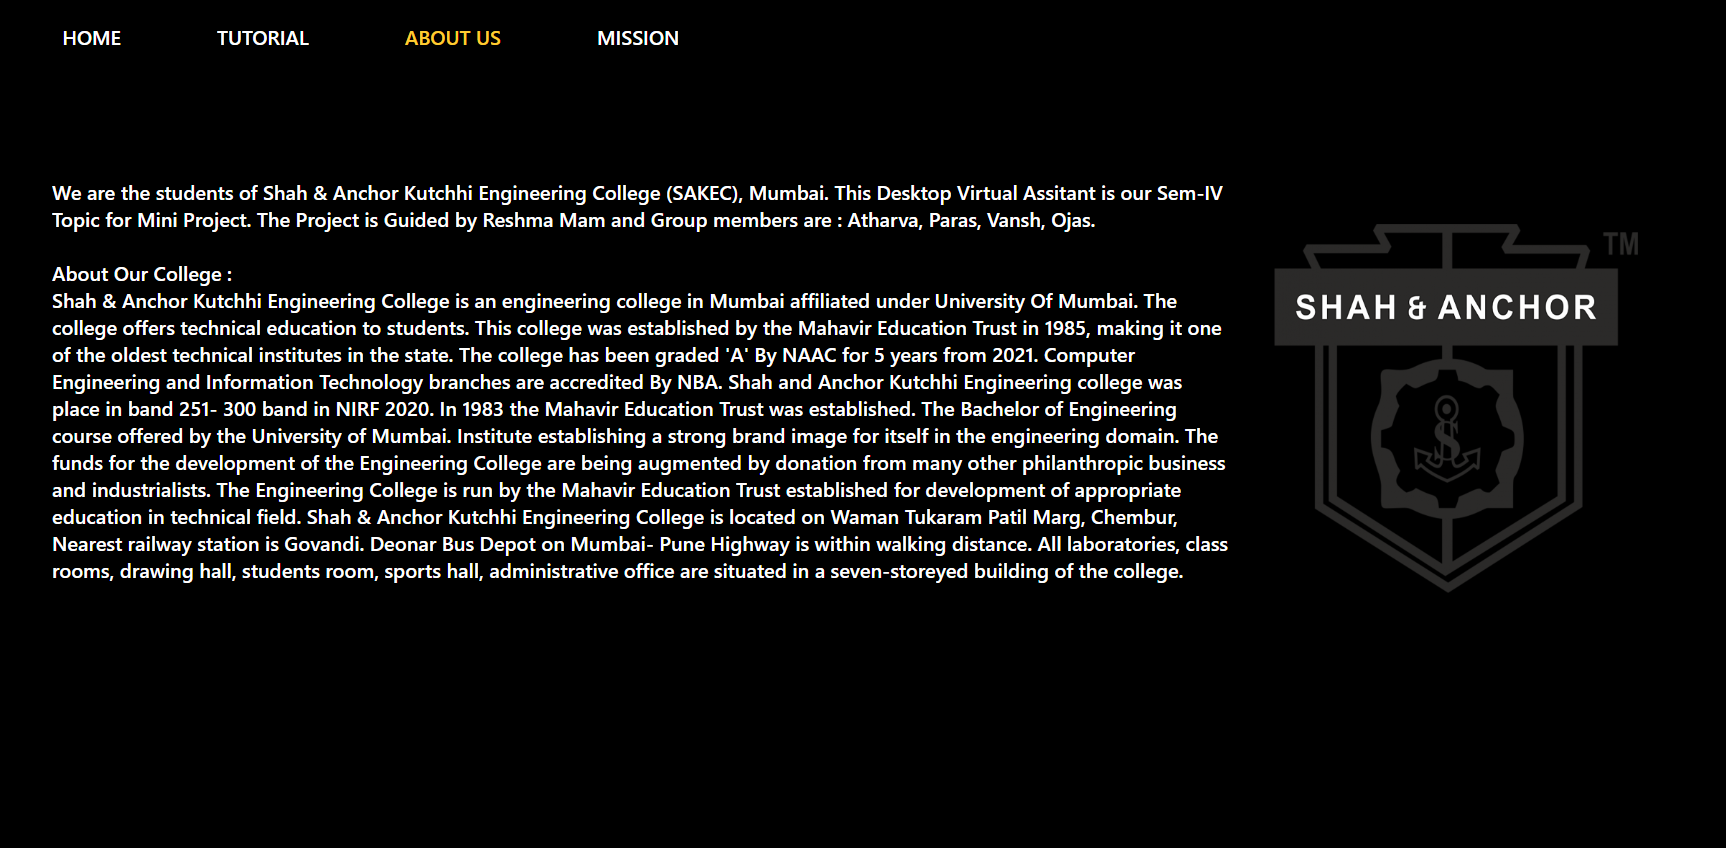 HOME TUTORIAL ABOUT US MISSION
We are the students of Shah & Anchor Kutchhi Engineering College (SAKEC), Mumbai. This Desktop Virtual Assitant is our Sem-IV
Topic for Mini Project. The Project is Guided by Reshma Mam and Group members are : Atharva, Paras, Vansh, Ojas.
About Our College :
Shah & Anchor Kutchhi Engineering College is an engineering college in Mumbai affiliated under University Of Mumbai. The
college offers technical education to students. This college was established by the Mahavir Education Trust in 1985, making it one
of the oldest technical institutes in the state. The college has been graded 'A' By NAAC for 5 years from 2021. Computer
Engineering and Information Technology branches are accredited By NBA. Shah and Anchor Kutchhi Engineering college was
place in band 251- 300 band in NIRF 2020. In 1983 the Mahavir Education Trust was established. The Bachelor of Engineering
course offered by the University of Mumbai. Institute establishing a strong brand image for itself in the engineering domain. The
funds for the development of the Engineering College are being augmented by donation from many other philanthropic business
and industrialists. The Engineering College is run by the Mahavir Education Trust established for development of appropriate
education in technical field. Shah & Anchor Kutchhi Engineering College is located on Waman Tukaram Patil Marg, Chembur,
Nearest railway station is Govandi. Deonar Bus Depot on Mumbai- Pune Highway is within walking distance. All laboratories, class
rooms, drawing hall, students room, sports hall, administrative office are situated in a seven-storeyed building of the college.
TM
SHAH & ANCHOR